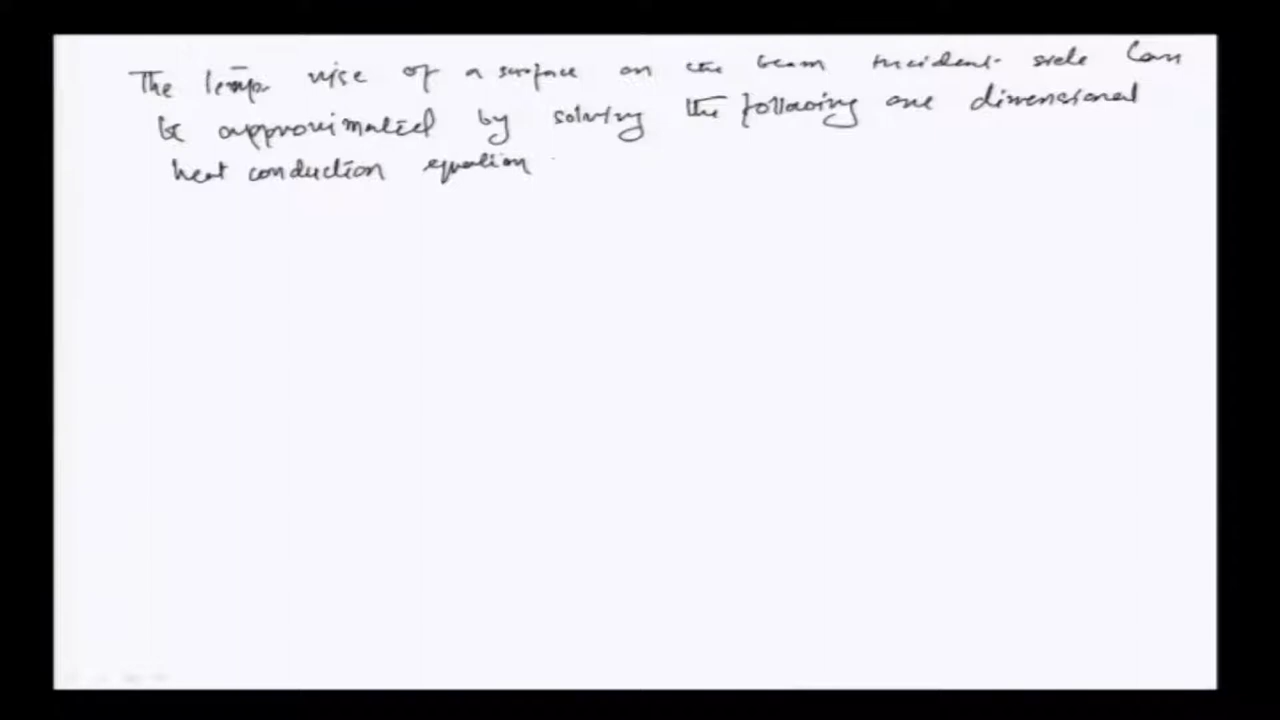 The temp rise of a surface on the beam incident side can
be approximated by solving the following one dimensional
heat conduction equation